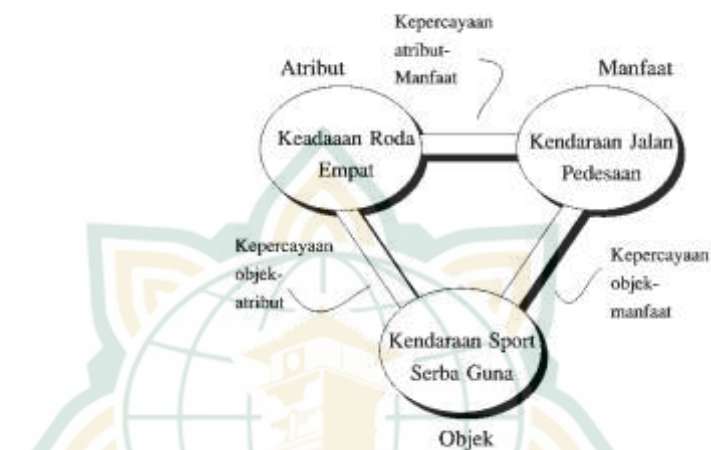 Kepercayaan
atribut-
Manfaat
Atribut
Manfaat
Keadaaan Roda
Empat
Kendaraan Jalan
Pedesaan
Kepercayaan
objek-
atribut
Kepercayaan
objek-
manfaat
Kendaraan Sport
Serba Guna
Objek